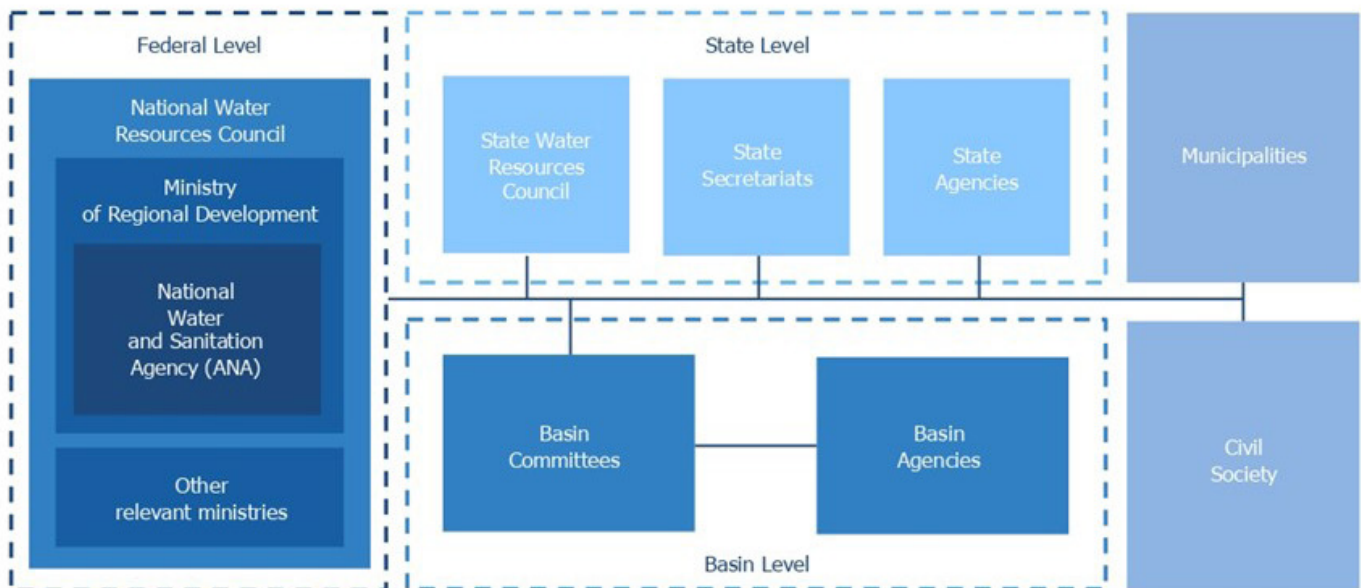 Federal Level
National Water
Resources Council
Ministry
of Regional Development
National
Water
and Sanitation
Agency (ANA)
Other
relevant ministries
State Level
State Water
Resources
Council
State
Secretariats
State
Agencies
Basin
Committees
Basin
Agencies
Basin Level
Municipalities
Civil
Society